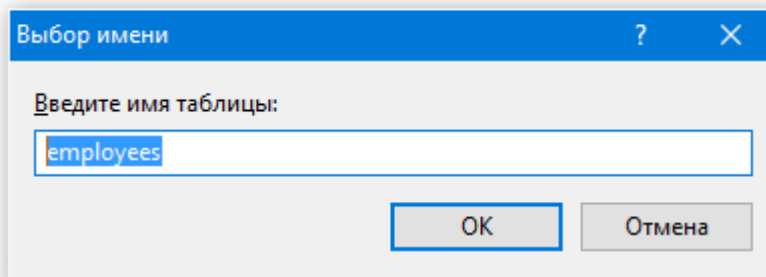 Выбор имени
?
Введите имя таблицы:
employees
OK
Отмена